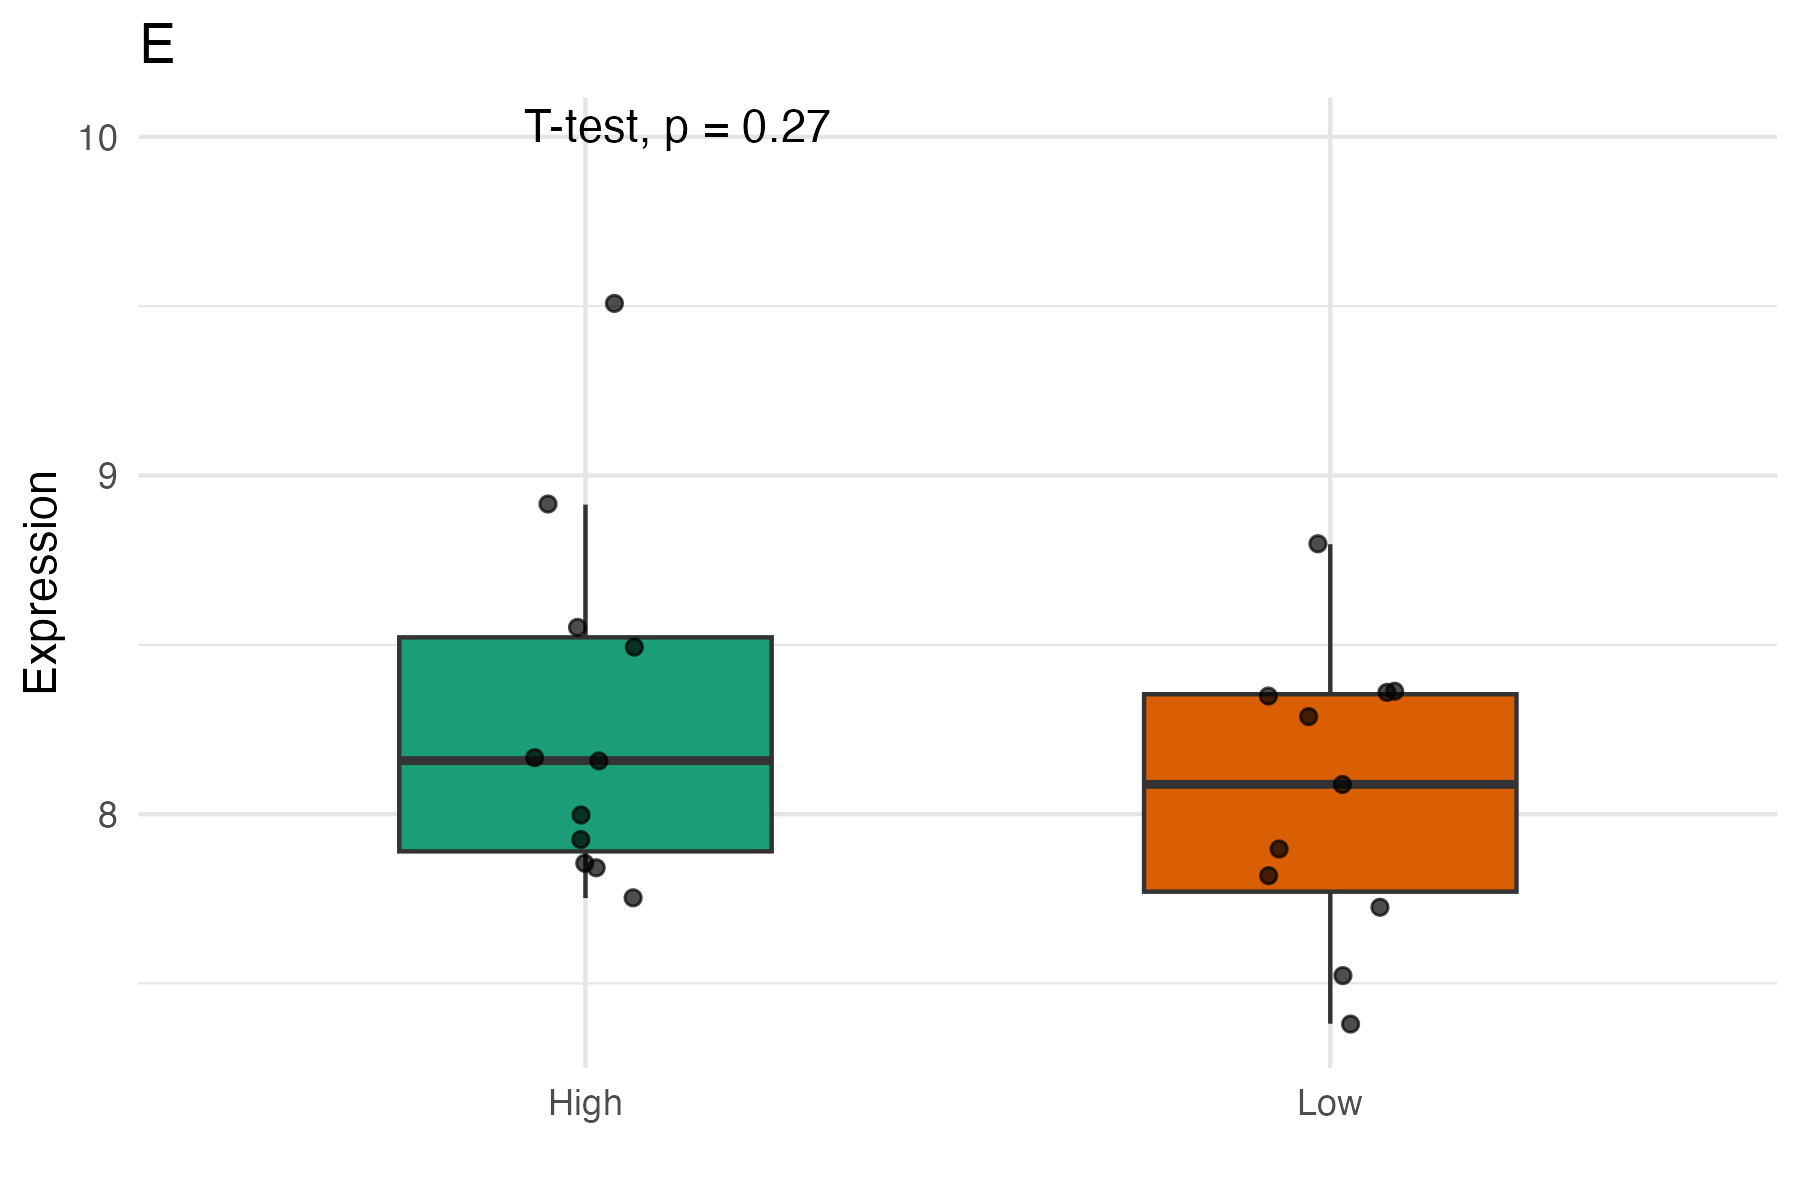 E
T-test, p = 0.27
10
9
8
Expression
High
Low